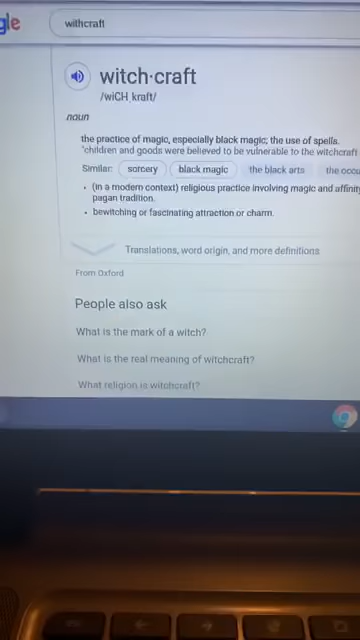 gle
withcraft
witch·craft
/wiCH kraft/
noun
the practice of magic, especially black magic; the use of spells.
"children and goods were believed to be vulnerable to the witchcraft
Similar: sorcery black magic the black arts the occu
• (in a modern context) religious practice involving magic and affinity
pagan tradition.
• bewitching or fascinating attraction or charm.
Translations, word origin, and more definitions
From Oxford
People also ask
What is the mark of a witch?
What is the real meaning of witchcraft?
What religion is witchcraft?